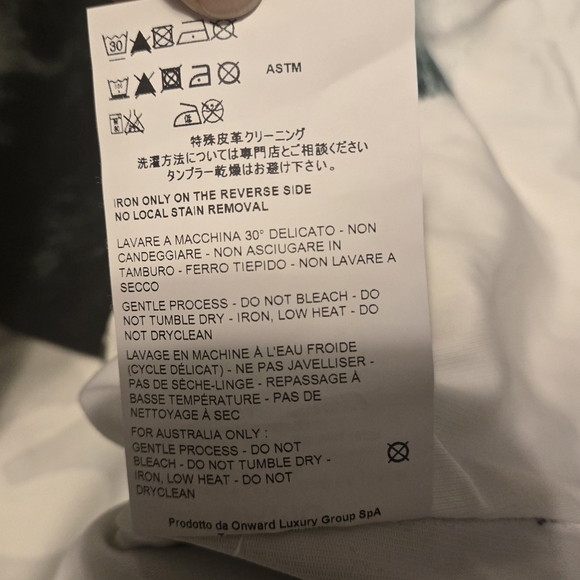 30
ASTM
低
特殊皮革クリーニング
洗濯方法については専門店とご相談ください
タンブラー乾燥はお避け下さい。
IRON ONLY ON THE REVERSE SIDE
NO LOCAL STAIN REMOVAL
LAVARE A MACCHINA 30° DELICATO - NON
CANDEGGIARE - NON ASCIUGARE IN
TAMBURO - FERRO TIEPIDO - NON LAVARE A
SECCO
GENTLE PROCESS - DO NOT BLEACH - DO
NOT TUMBLE DRY - IRON, LOW HEAT - DO
NOT DRYCLEAN
LAVAGE EN MACHINE À L'EAU FROIDE
(CYCLE DÉLICAT) - NE PAS JAVELLISER -
PAS DE SÈCHE-LINGE - REPASSAGE À
BASSE TEMPÉRATURE - PAS DE
NETTOYAGE À SEC
FOR AUSTRALIA ONLY :
GENTLE PROCESS - DO NOT
BLEACH - DO NOT TUMBLE DRY -
IRON, LOW HEAT - DO NOT
DRYCLEAN
Prodotto da Onward Luxury Group SpA